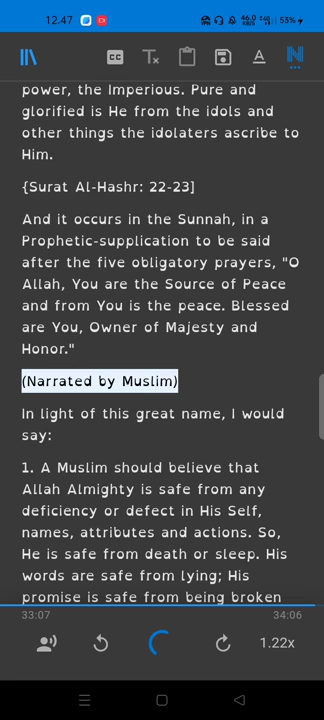 12.47
46.0 KB/S
53%
CC
power, the Imperious. Pure and
glorified is He from the idols and
other things the idolaters ascribe to
Him.
{Surat Al-Hashr: 22-23]
And it occurs in the Sunnah, in a
Prophetic-supplication to be said
after the five obligatory prayers, "O
Allah, You are the Source of Peace
and from You is the peace. Blessed
are You, Owner of Majesty and
Honor."
(Narrated by Muslim)
In light of this great name, I would
say:
1. A Muslim should believe that
Allah Almighty is safe from any
deficiency or defect in His Self,
names, attributes and actions. So,
He is safe from death or sleep. His
words are safe from lying; His
promise is safe from being broken
33:07
34:06
1.22x